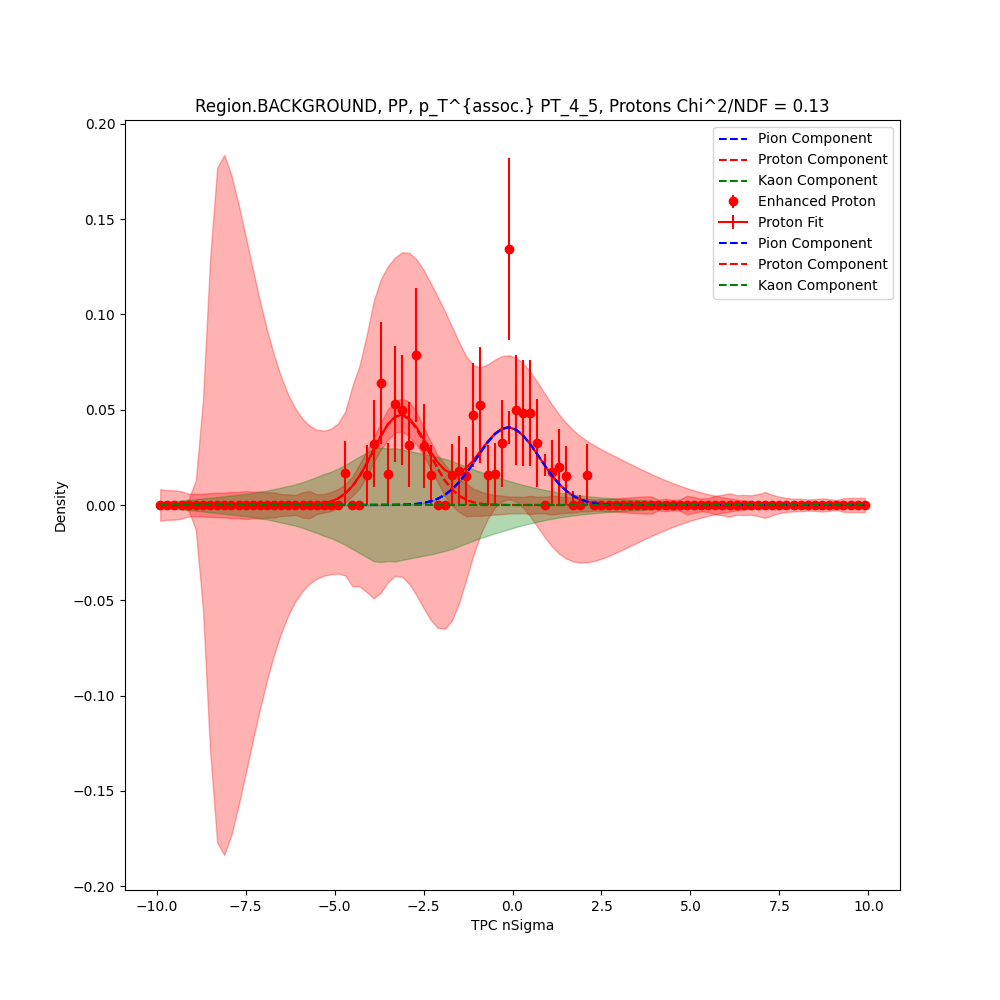 Region.BACKGROUND, PP, p_T^{assoc.} PT_4_5, Protons Chi^2/NDF = 0.13
Pion Component
Proton Component
Kaon Component
Enhanced Proton
Proton Fit
Pion Component
Proton Component
Kaon Component
0.20
0.15
0.10
0.05
0.00
−0.05
−0.10
−0.15
−0.20
Density
−10.0 −7.5 −5.0 −2.5 0.0 2.5 5.0 7.5 10.0
TPC nSigma